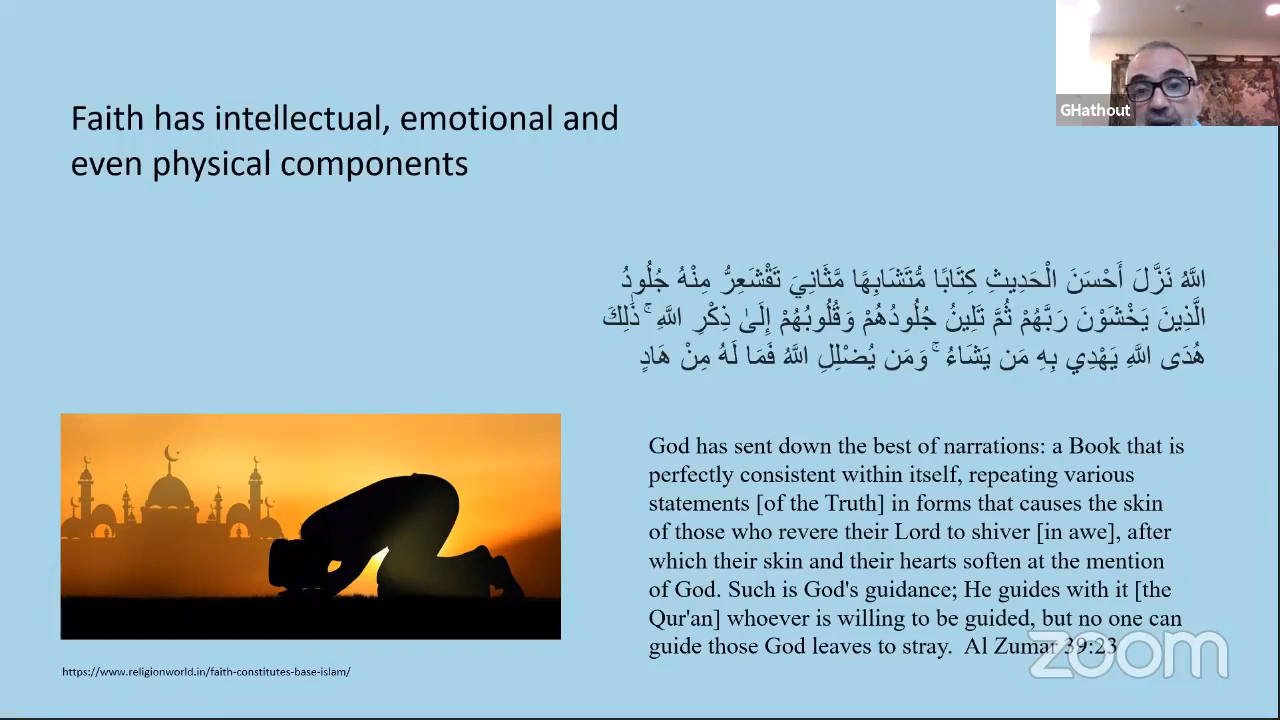 GHathout
Faith has intellectual, emotional and
even physical components
اللَّهُ نَزَّلَ أَحْسَنَ الْحَدِيثِ كِتَابًا مُّتَشَابِهًا مَّثَانِيَ تَقْشَعِرُّ مِنْهُ جُلُودُ
الَّذِينَ يَخْشَوْنَ رَبَّهُمْ ثُمَّ تَلِينُ جُلُودُهُمْ وَقُلُوبُهُمْ إِلَىٰ ذِكْرِ اللَّهِ ۚ ذَٰلِكَ
هُدَى اللَّهِ يَهْدِي بِهِ مَن يَشَاءُ ۚ وَمَن يُضْلِلِ اللَّهُ فَمَا لَهُ مِنْ هَادٍ
God has sent down the best of narrations: a Book that is
perfectly consistent within itself, repeating various
statements [of the Truth] in forms that causes the skin
of those who revere their Lord to shiver [in awe], after
which their skin and their hearts soften at the mention
of God. Such is God's guidance; He guides with it [the
Qur'an] whoever is willing to be guided, but no one can
guide those God leaves to stray.  Al Zumar 39:23
zoom
https://www.religionworld.in/faith-constitutes-base-islam/